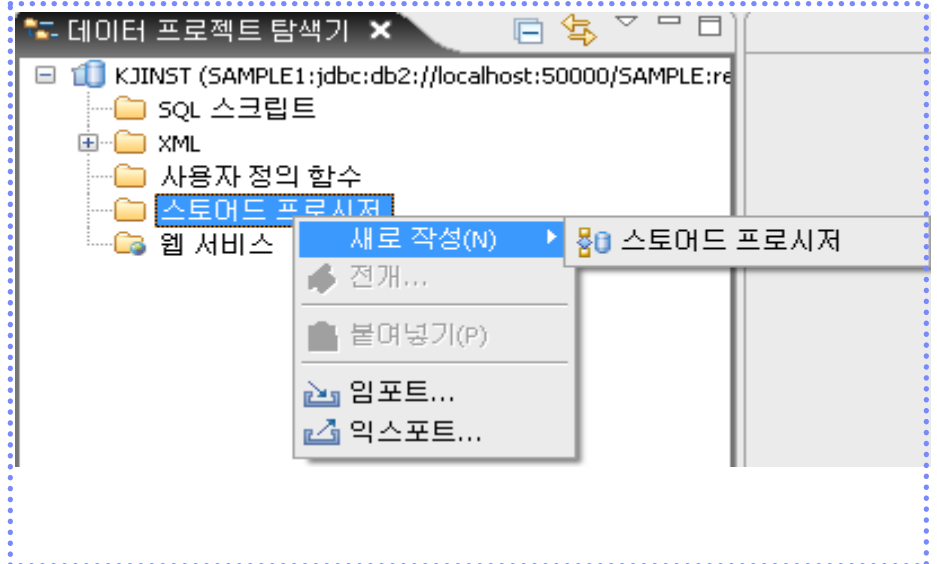 데이터 프로젝트 탐색기
KJINST (SAMPLE1:jdbc:db2://localhost:50000/SAMPLE:re
SQL 스크립트
XML
사용자 정의 함수
스토어드 프로시저
웹 서비스
새로 작성(N)
스토어드 프로시저
전개...
붙여넣기(P)
임포트...
익스포트...